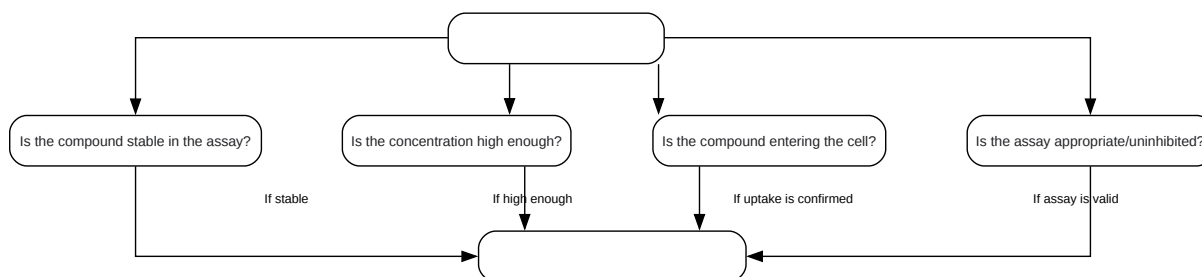 Is the compound stable in the assay?
Is the concentration high enough?
Is the compound entering the cell?
Is the assay appropriate/uninhibited?
If stable
If high enough
If uptake is confirmed
If assay is valid